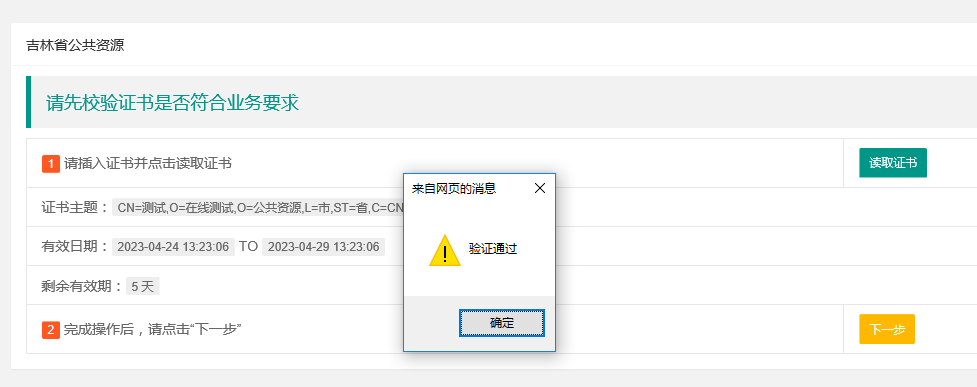 吉林省公共资源
请先校验证书是否符合业务要求
1 请插入证书并点击读取证书 读取证书
来自网页的消息
证书主题： CN=测试,O=在线测试,O=公共资源,L=市,ST=省,C=CN
有效日期： 2023-04-24 13:23:06 TO 2023-04-29 13:23:06
验证通过
剩余有效期： 5 天
确定
2 完成操作后，请点击“下一步” 下一步